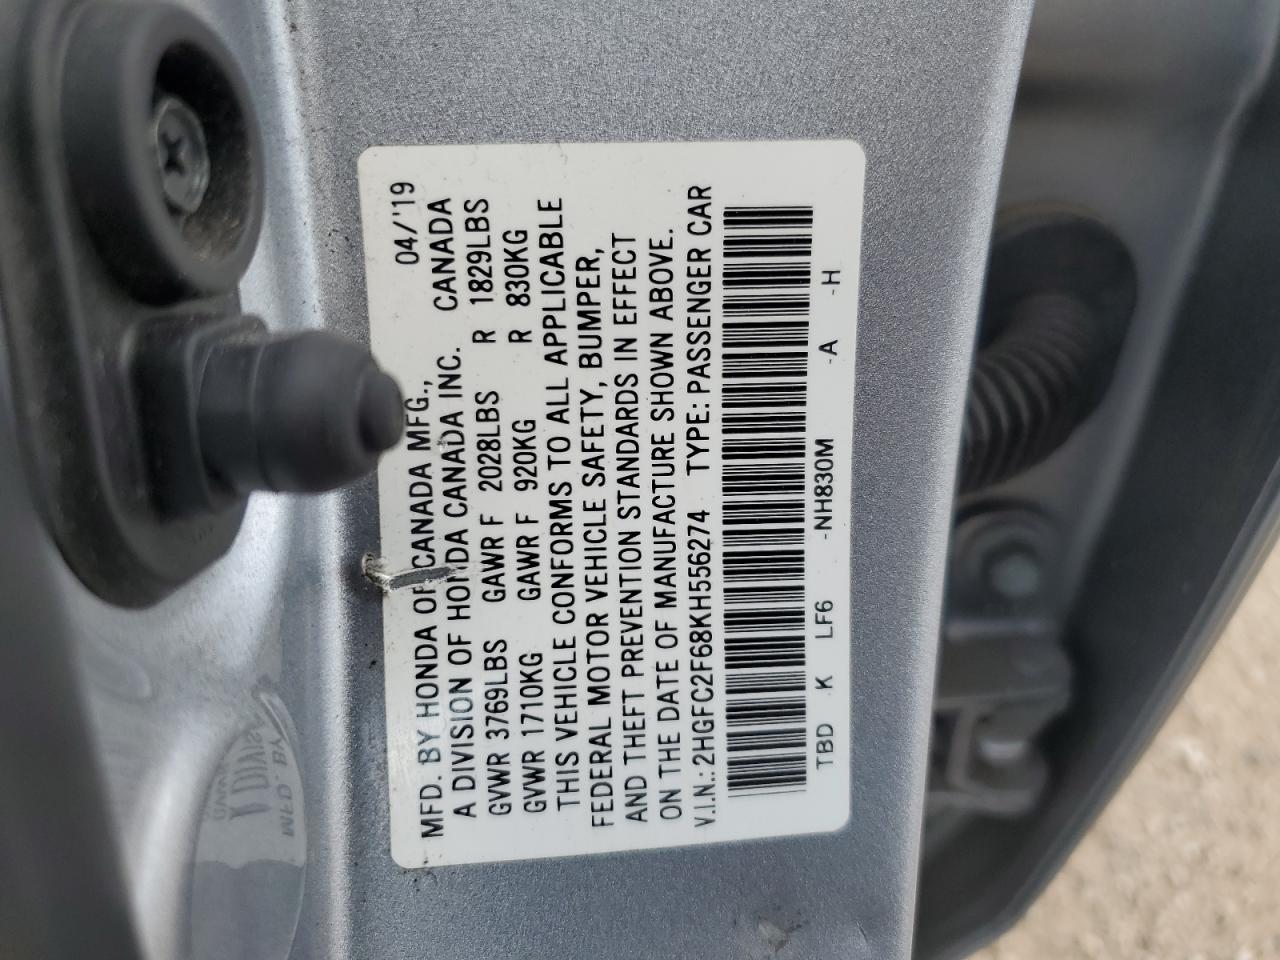 04/'19
MFD. BY HONDA OF CANADA MFG.,
A DIVISION OF HONDA CANADA INC. CANADA
GVWR 3769LBS GAWR F 2028LBS R 1829LBS
GVWR 1710KG GAWR F 920KG R 830KG
THIS VEHICLE CONFORMS TO ALL APPLICABLE
FEDERAL MOTOR VEHICLE SAFETY, BUMPER,
AND THEFT PREVENTION STANDARDS IN EFFECT
ON THE DATE OF MANUFACTURE SHOWN ABOVE.
V.I.N.: 2HGFC2F68KH556274 TYPE: PASSENGER CAR
TBD K LF6 -NH830M -A -H